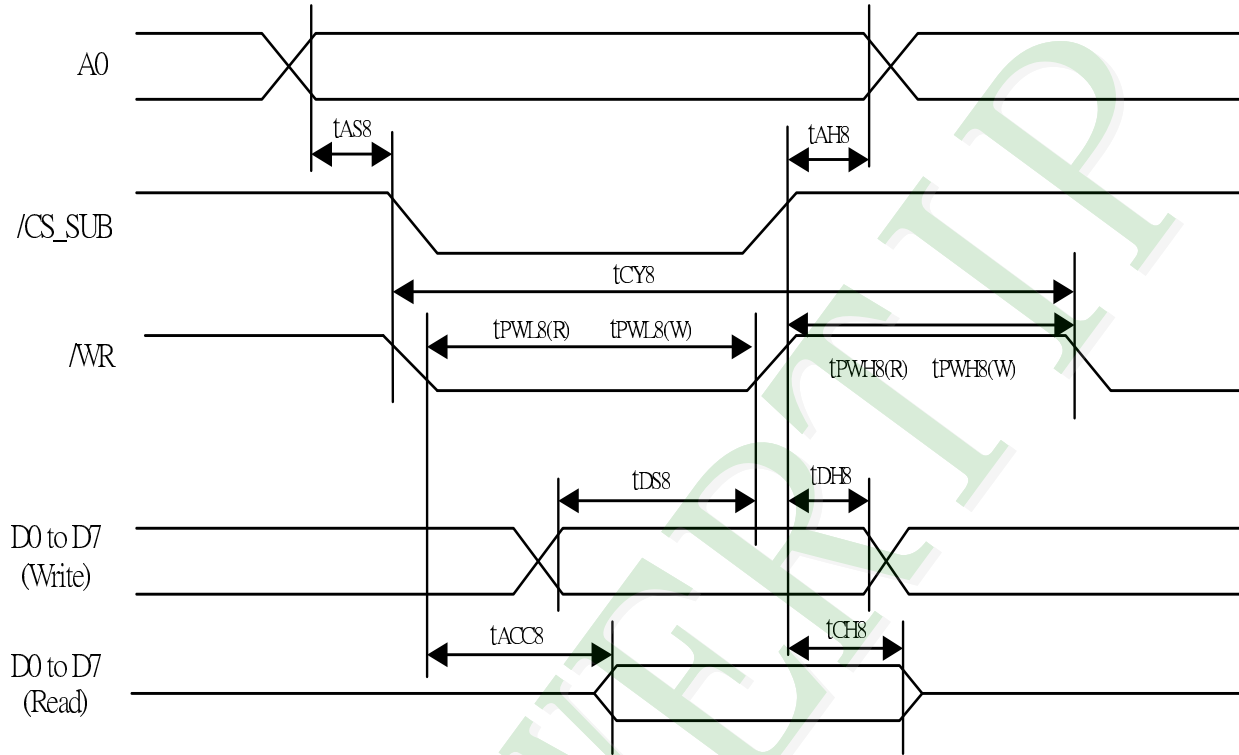 A0
tAS8
tAH8
/CS_SUB
tCY8
tPWL8(R) tPWL8(W)
/WR
tPWH8(R) tPWH8(W)
tDS8
tDH8
D0 to D7
(Write)
tACC8
tCH8
D0 to D7
(Read)
VERTIP